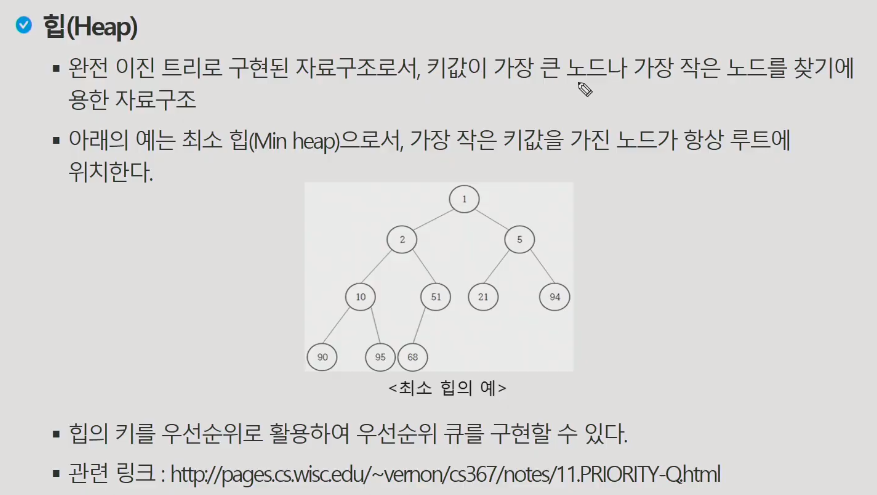 힙(Heap)
▪ 완전 이진 트리로 구현된 자료구조로서, 키값이 가장 큰 노드나 가장 작은 노드를 찾기에
용한 자료구조
▪ 아래의 예는 최소 힙(Min heap)으로서, 가장 작은 키값을 가진 노드가 항상 루트에
위치한다.
1
2 5
10 51 21 94
90 95 68
<최소 힙의 예>
▪ 힙의 키를 우선순위로 활용하여 우선순위 큐를 구현할 수 있다.
▪ 관련 링크 : http://pages.cs.wisc.edu/~vernon/cs367/notes/11.PRIORITY-Q.html